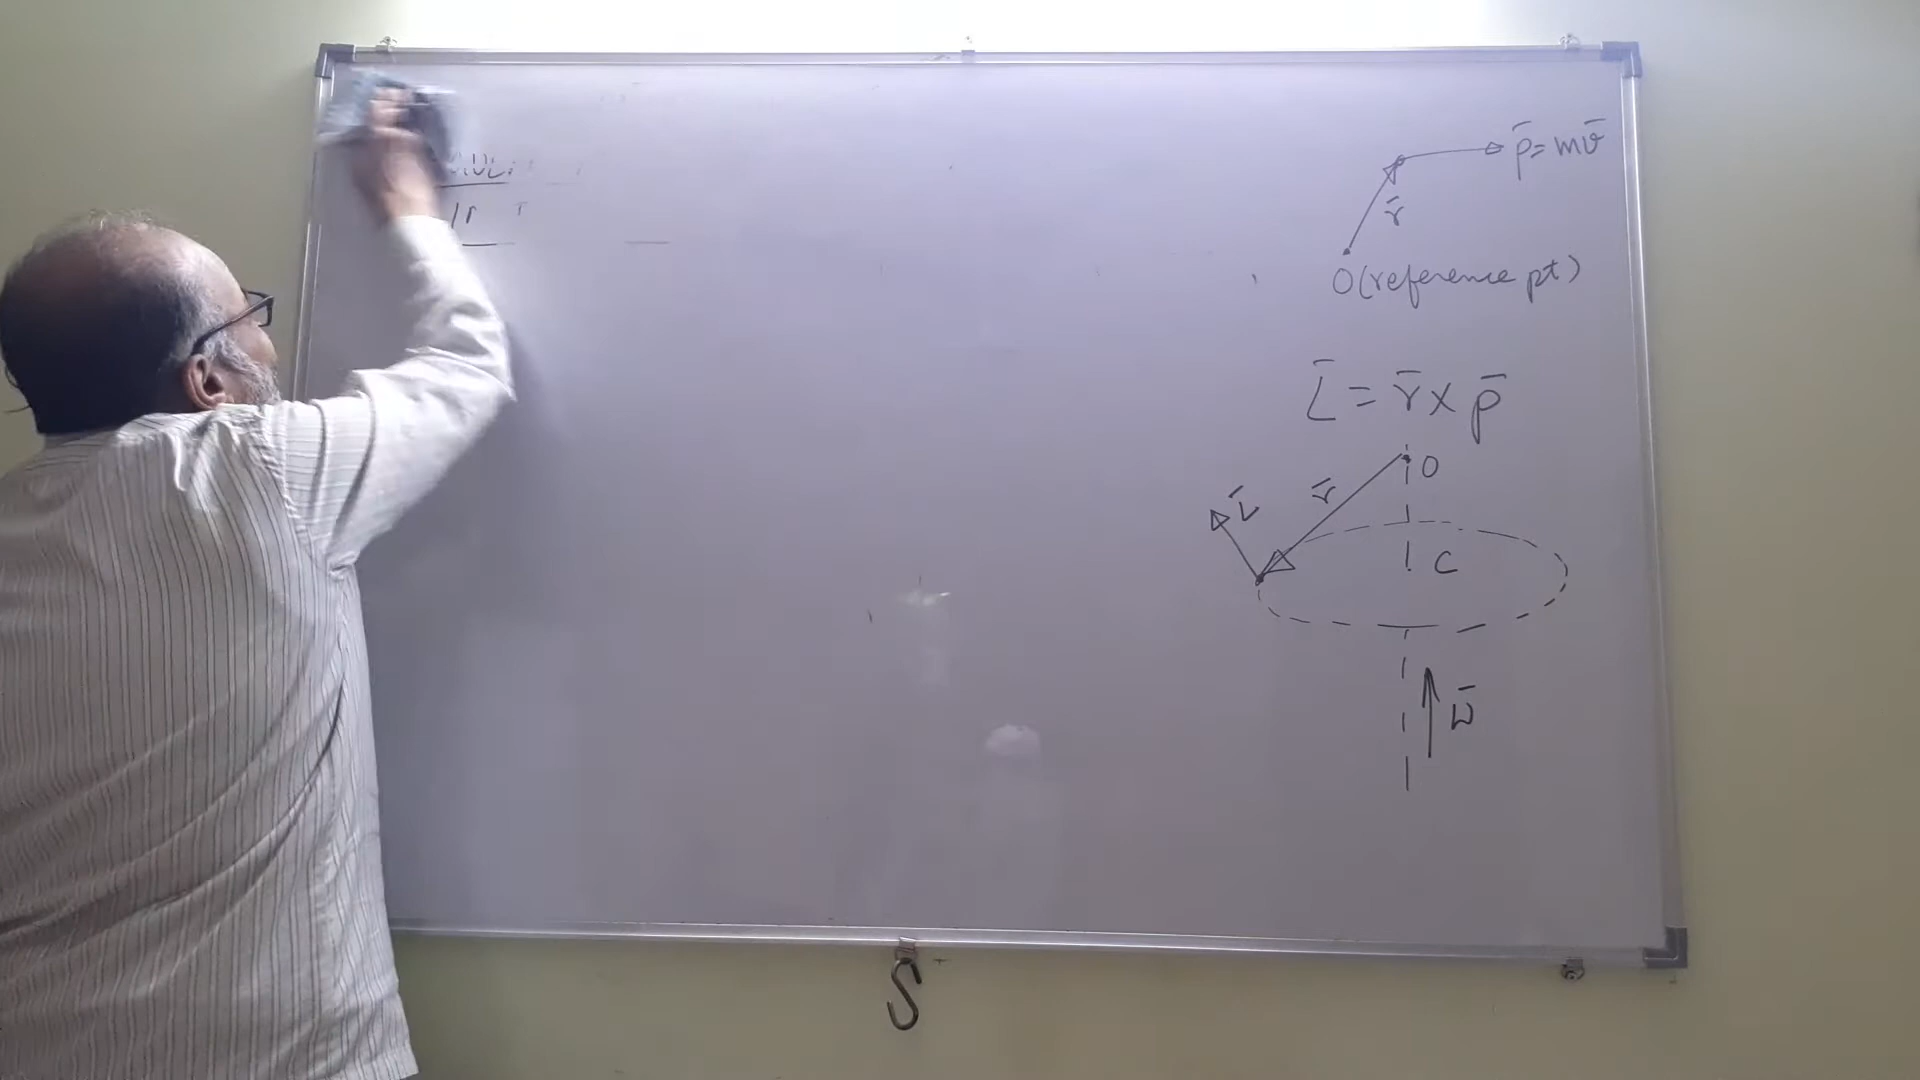 p̄ = mv̄
r̄
O (reference pt)
L̄ = r̄ × p̄
O
r̄
L̄
C
ω̄